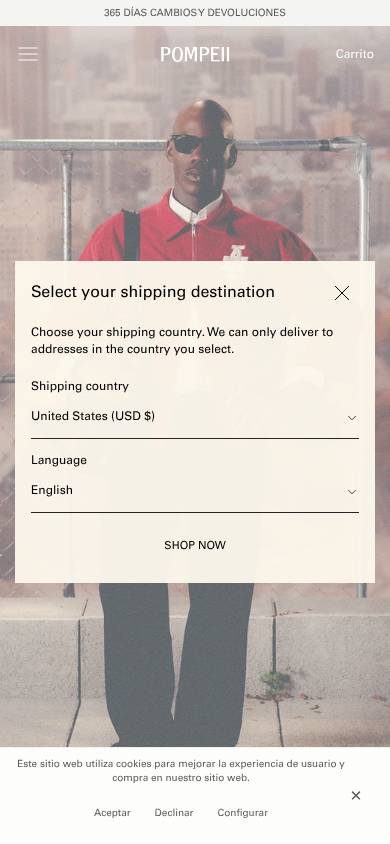 365 DÍAS CAMBIOS Y DEVOLUCIONES
POMPEII
Carrito
Select your shipping destination
Choose your shipping country. We can only deliver to
addresses in the country you select.
Shipping country
United States (USD $)
Language
English
SHOP NOW
Este sitio web utiliza cookies para mejorar la experiencia de usuario y
compra en nuestro sitio web.
Aceptar
Declinar
Configurar